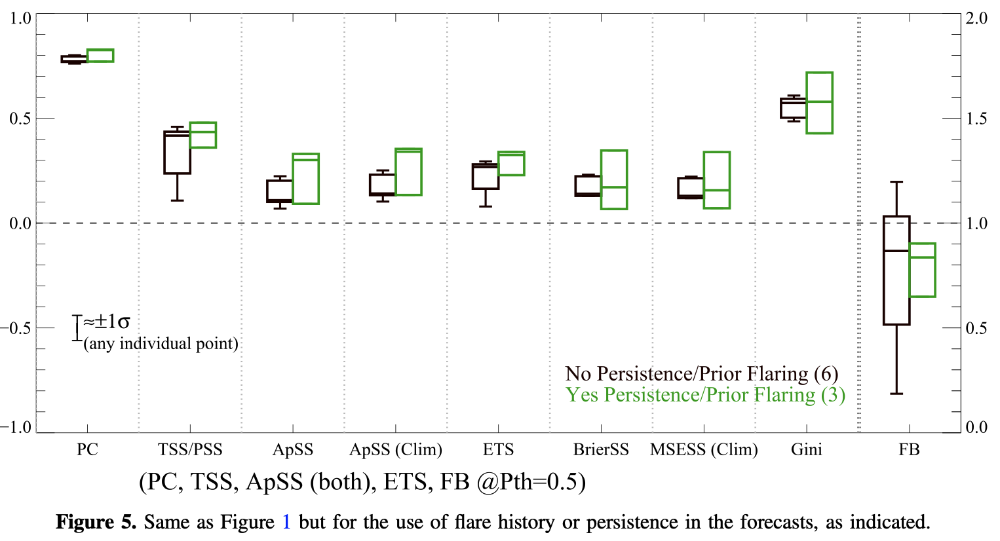 1.0
0.5
0.0
−0.5
−1.0
2.0
1.5
1.0
0.5
0.0
≈±1σ
(any individual point)
No Persistence/Prior Flaring (6)
Yes Persistence/Prior Flaring (3)
PC TSS/PSS ApSS ApSS (Clim) ETS BrierSS MSESS (Clim) Gini FB
(PC, TSS, ApSS (both), ETS, FB @Pth=0.5)
Figure 5. Same as Figure 1 but for the use of flare history or persistence in the forecasts, as indicated.